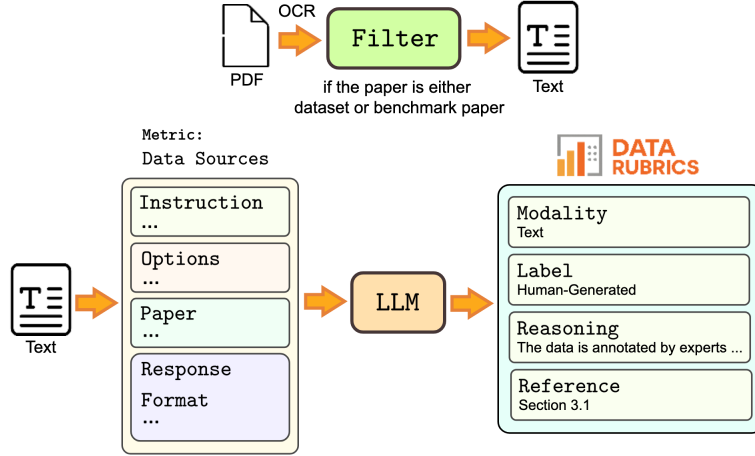 OCR
PDF
Filter
if the paper is either
dataset or benchmark paper
Text
Metric:
Data Sources
Instruction
...
Options
...
Paper
...
Response
Format
...
Text
LLM
DATA
RUBRICS
Modality
Text
Label
Human-Generated
Reasoning
The data is annotated by experts ...
Reference
Section 3.1